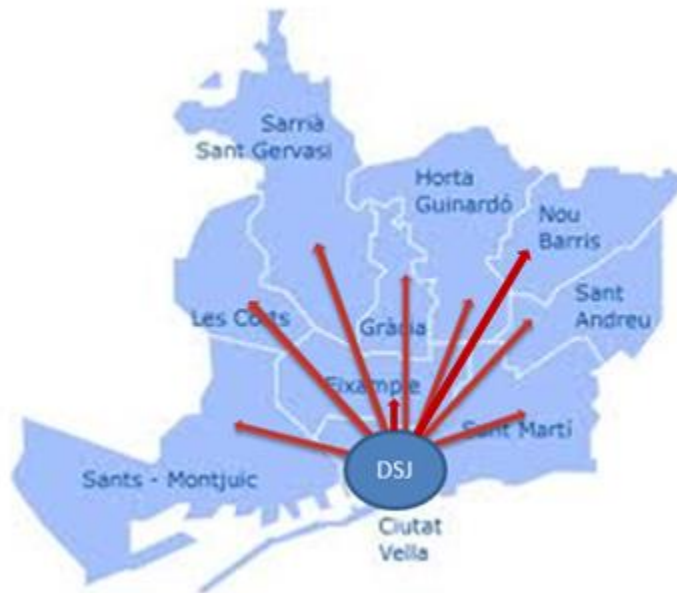 Sarrià
Sant Gervasi
Horta
Guinardó
Nou
Barris
Les Corts
Gràcia
Sant
Andreu
Eixample
Sant Martí
Sants - Montjuic
DSJ
Ciutat
Vella